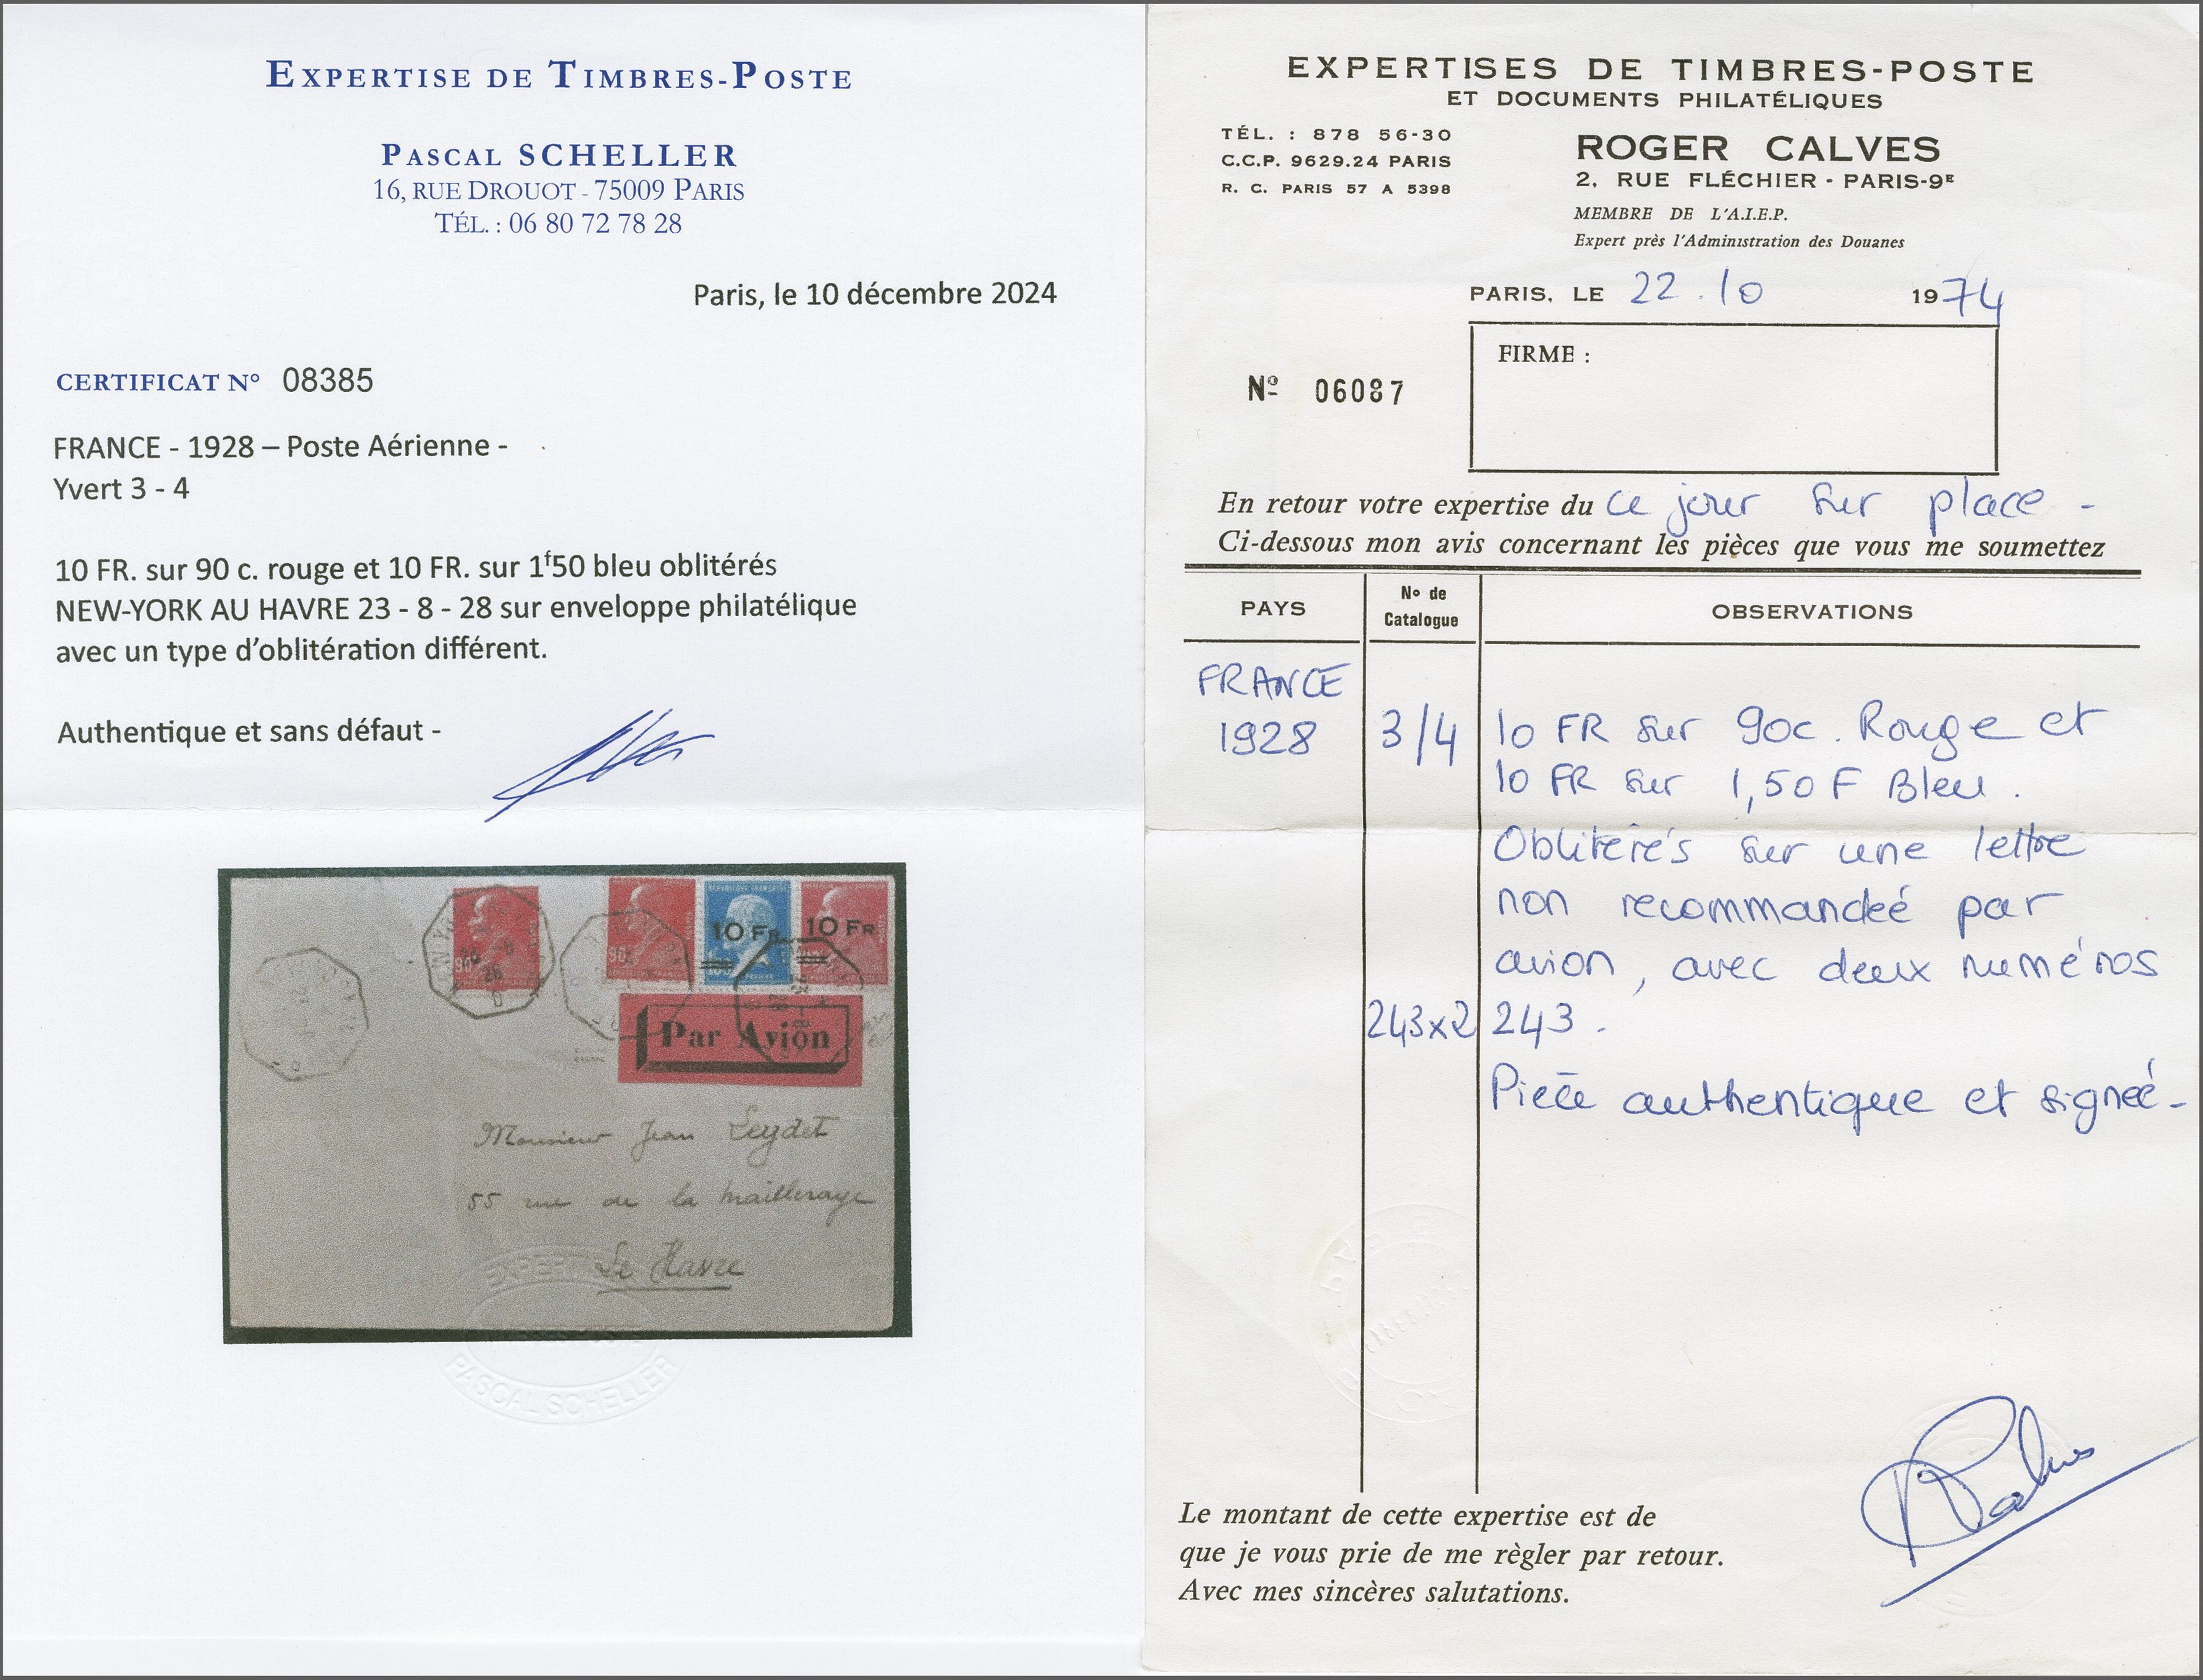 EXPERTISE DE TIMBRES-POSTE
PASCAL SCHELLER
16, RUE DROUOT - 75009 PARIS
TÉL. : 06 80 72 78 28
Paris, le 10 décembre 2024
CERTIFICAT N° 08385
FRANCE - 1928 – Poste Aérienne -
Yvert 3 - 4
10 FR. sur 90 c. rouge et 10 FR. sur 1f50 bleu oblitérés
NEW-YORK AU HAVRE 23 - 8 - 28 sur enveloppe philatélique
avec un type d'oblitération différent.
Authentique et sans défaut -
10 FR 10 FR
90c 90c
Par Avion
Monsieur Jean Leydet
55 rue de la Mailleraye
Le Havre
EXPER
PASCAL SCHELLER
EXPERTISES DE TIMBRES-POSTE
ET DOCUMENTS PHILATÉLIQUES
TÉL. : 878 56-30
C.C.P. 9629.24 PARIS
R. C. PARIS 57 A 5398
ROGER CALVES
2, RUE FLÉCHIER - PARIS-9E
MEMBRE DE L'A.I.E.P.
Expert près l'Administration des Douanes
PARIS, LE 22.10 1974
FIRME :
Nº 06087
En retour votre expertise du ce jour sur place -
Ci-dessous mon avis concernant les pièces que vous me soumettez
PAYS
N° de
Catalogue
OBSERVATIONS
FRANCE
1928 3/4 10 FR sur 90c. Rouge et
10 FR sur 1,50 F Bleu.
Oblitérés sur une lettre
non recommandée par
avion, avec deux numéros
243x2 243.
Pièce authentique et signée-
Le montant de cette expertise est de
que je vous prie de me règler par retour.
Avec mes sincères salutations.
RCalves